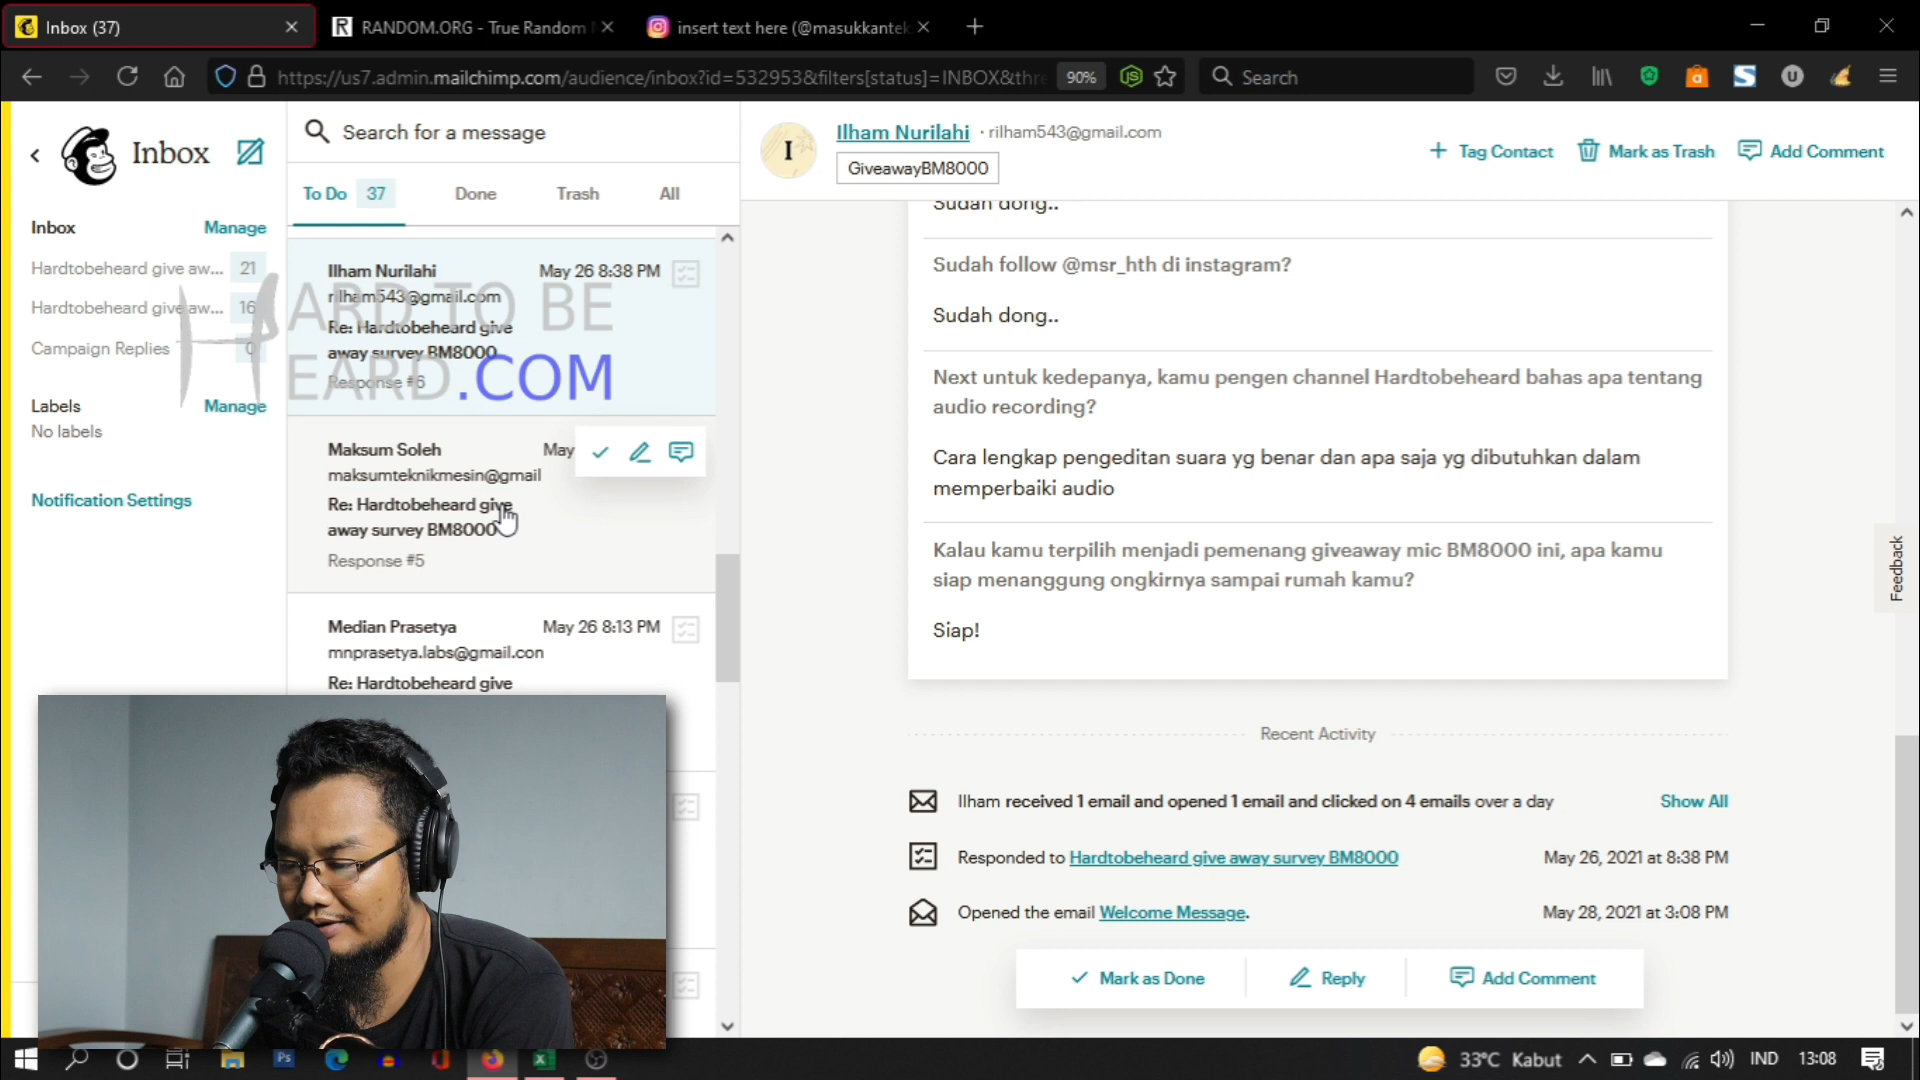 Inbox (37)
RANDOM.ORG - True Random
insert text here (@masukkantek
https://us7.admin.mailchimp.com/audience/inbox?id=532953&filters[status]=INBOX&thr
90%
Search
Inbox
Search for a message
Ilham Nurilahi · rilham543@gmail.com
GiveawayBM8000
Tag Contact
Mark as Trash
Add Comment
To Do 37
Done
Trash
All
Inbox Manage
Hardtobeheard give aw... 21
Hardtobeheard give aw... 16
Campaign Replies 0
Labels Manage
No labels
Notification Settings
HARD TO BE
HEARD.COM
Ilham Nurilahi May 26 8:38 PM
rilham543@gmail.com
Re: Hardtobeheard give
away survey BM8000
Response #6
Maksum Soleh May
maksumteknikmesin@gmail
Re: Hardtobeheard give
away survey BM8000
Response #5
Median Prasetya May 26 8:13 PM
mnprasetya.labs@gmail.con
Re: Hardtobeheard give
Sudah dong..
Sudah follow @msr_hth di instagram?
Sudah dong..
Next untuk kedepanya, kamu pengen channel Hardtobeheard bahas apa tentang
audio recording?
Cara lengkap pengeditan suara yg benar dan apa saja yg dibutuhkan dalam
memperbaiki audio
Kalau kamu terpilih menjadi pemenang giveaway mic BM8000 ini, apa kamu
siap menanggung ongkirnya sampai rumah kamu?
Siap!
Recent Activity
Ilham received 1 email and opened 1 email and clicked on 4 emails over a day Show All
Responded to Hardtobeheard give away survey BM8000 May 26, 2021 at 8:38 PM
Opened the email Welcome Message. May 28, 2021 at 3:08 PM
Mark as Done
Reply
Add Comment
Feedback
33°C Kabut
IND
13:08